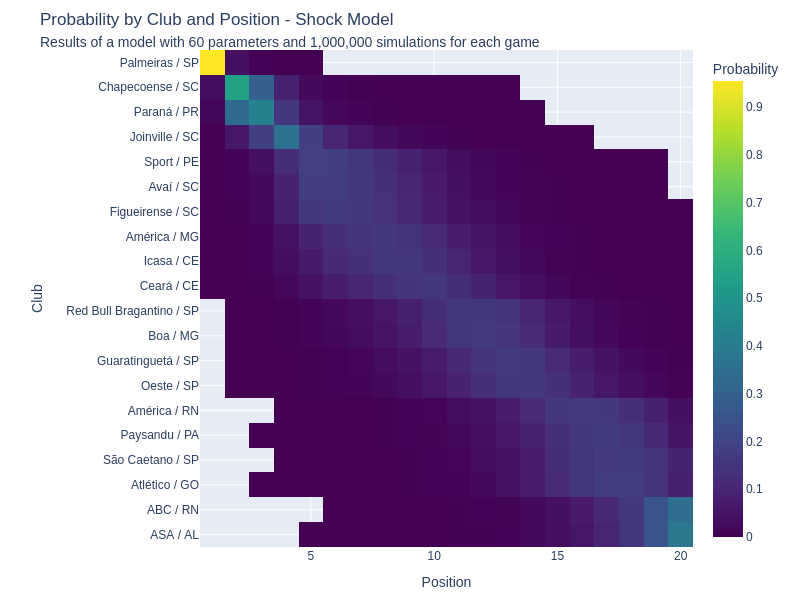 Probability by Club and Position - Shock Model
Results of a model with 60 parameters and 1,000,000 simulations for each game
Probability
Palmeiras / SP
Chapecoense / SC
Paraná / PR
Joinville / SC
Sport / PE
Avaí / SC
Figueirense / SC
América / MG
Icasa / CE
Ceará / CE
Red Bull Bragantino / SP
Boa / MG
Guaratinguetá / SP
Oeste / SP
América / RN
Paysandu / PA
São Caetano / SP
Atlético / GO
ABC / RN
ASA / AL
Club
5
10
15
20
Position
0.9
0.8
0.7
0.6
0.5
0.4
0.3
0.2
0.1
0